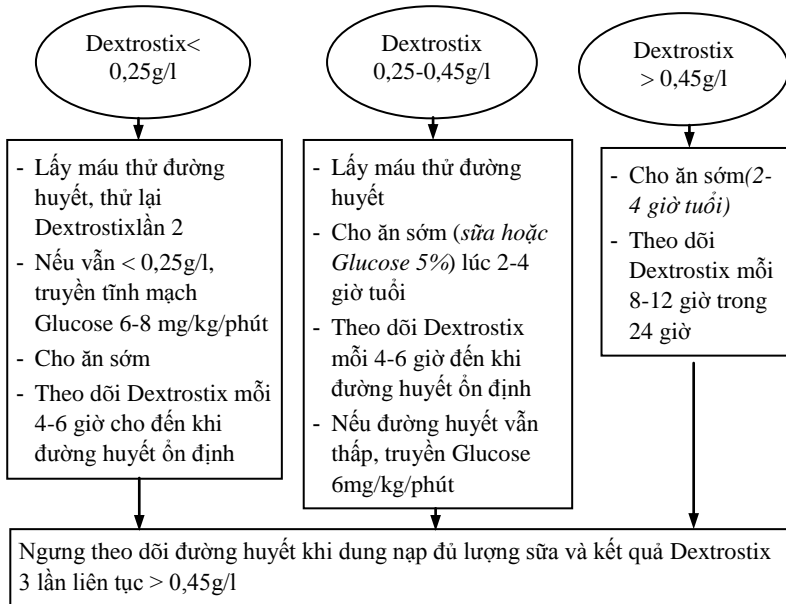 Dextrostix<
0,25g/l
Dextrostix
0,25-0,45g/l
Dextrostix
> 0,45g/l
- Lấy máu thử đường
huyết, thử lại
Dextrostixlần 2
- Nếu vẫn < 0,25g/l,
truyền tĩnh mạch
Glucose 6-8 mg/kg/phút
- Cho ăn sớm
- Theo dõi Dextrostix mỗi
4-6 giờ cho đến khi
đường huyết ổn định
- Lấy máu thử đường
huyết
- Cho ăn sớm (sữa hoặc
Glucose 5%) lúc 2-4
giờ tuổi
- Theo dõi Dextrostix
mỗi 4-6 giờ đến khi
đường huyết ổn định
- Nếu đường huyết vẫn
thấp, truyền Glucose
6mg/kg/phút
- Cho ăn sớm(2-
4 giờ tuổi)
- Theo dõi
Dextrostix mỗi
8-12 giờ trong
24 giờ
Ngưng theo dõi đường huyết khi dung nạp đủ lượng sữa và kết quả Dextrostix
3 lần liên tục > 0,45g/l